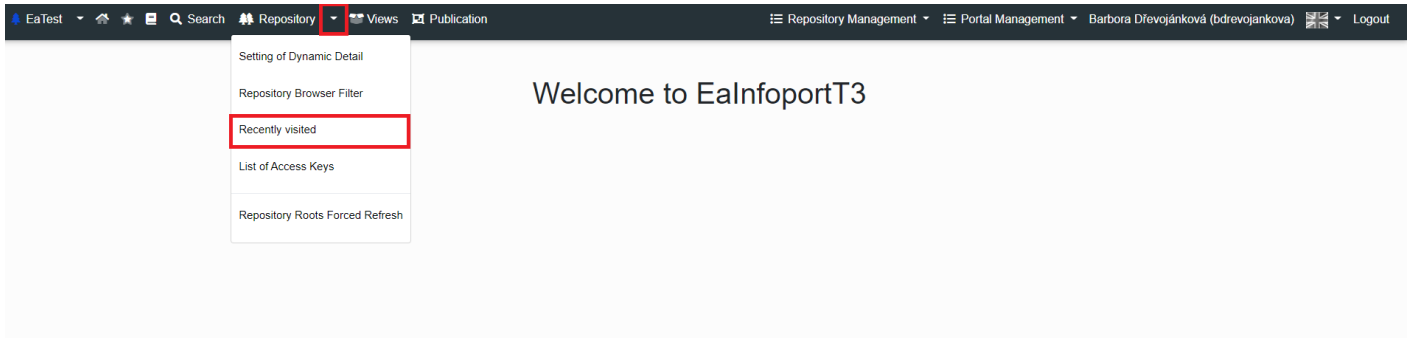 EaTest Search Repository Views Publication Repository Management Portal Management Barbora Dřevojánková (bdrevojankova) Logout
Setting of Dynamic Detail
Repository Browser Filter
Welcome to EaInfoportT3
Recently visited
List of Access Keys
Repository Roots Forced Refresh